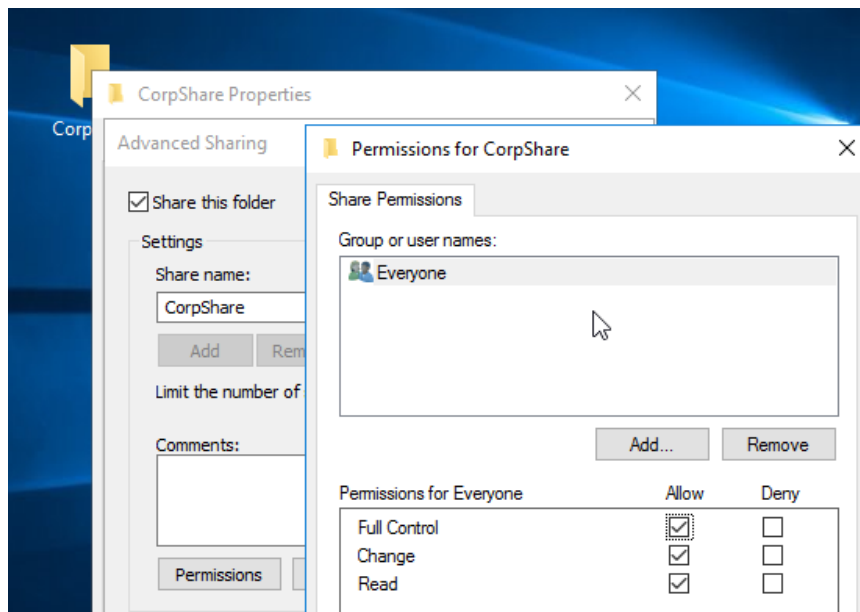 Corp
CorpShare Properties
Advanced Sharing
Share this folder
Settings
Share name:
CorpShare
Add
Rem
Limit the number of
Comments:
Permissions
Permissions for CorpShare
Share Permissions
Group or user names:
Everyone
Add...
Remove
Permissions for Everyone Allow Deny
Full Control
Change
Read